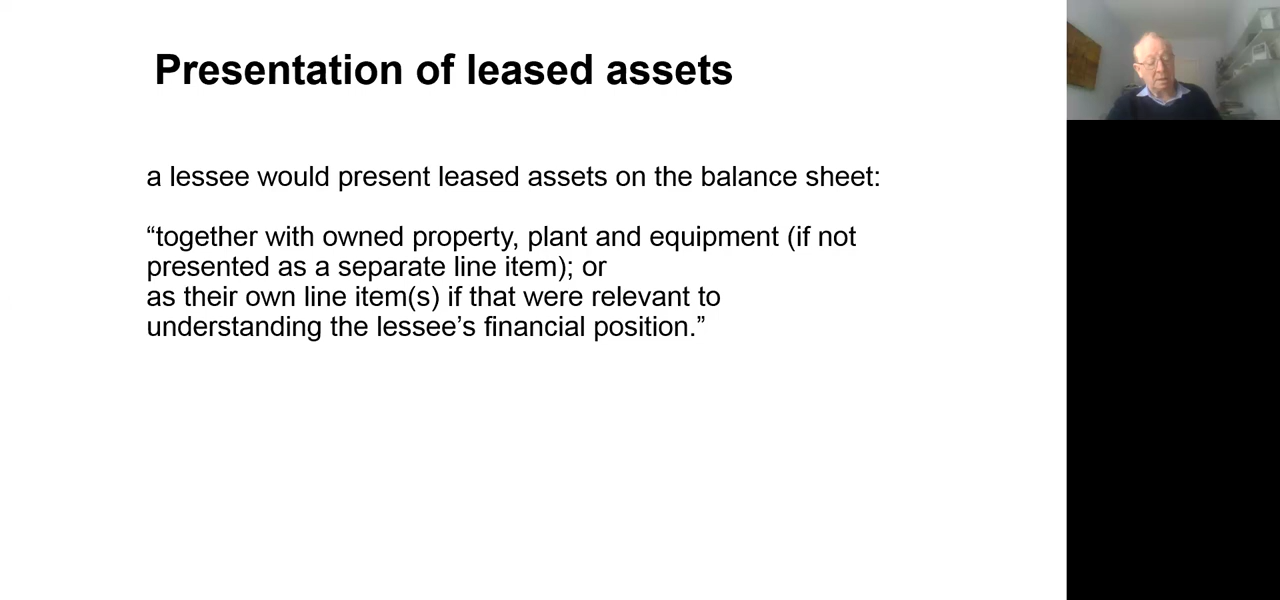 Presentation of leased assets
a lessee would present leased assets on the balance sheet:
“together with owned property, plant and equipment (if not
presented as a separate line item); or
as their own line item(s) if that were relevant to
understanding the lessee’s financial position.”